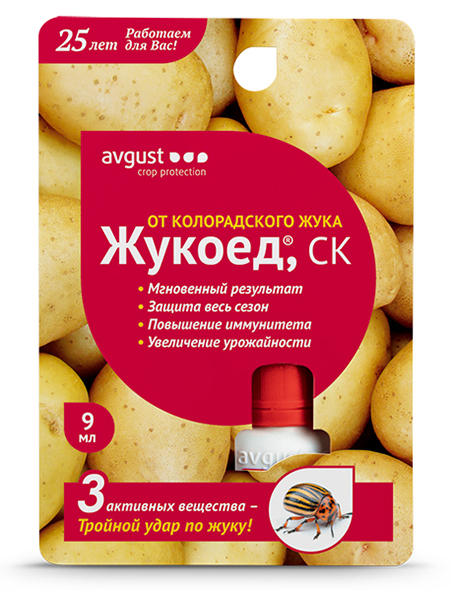 25 лет Работаем
для Вас!
avgust
crop protection
ОТ КОЛОРАДСКОГО ЖУКА
Жукоед®, СК
• Мгновенный результат
• Защита весь сезон
• Повышение иммунитета
• Увеличение урожайности
9
мл
avgust
3 активных вещества –
Тройной удар по жуку!